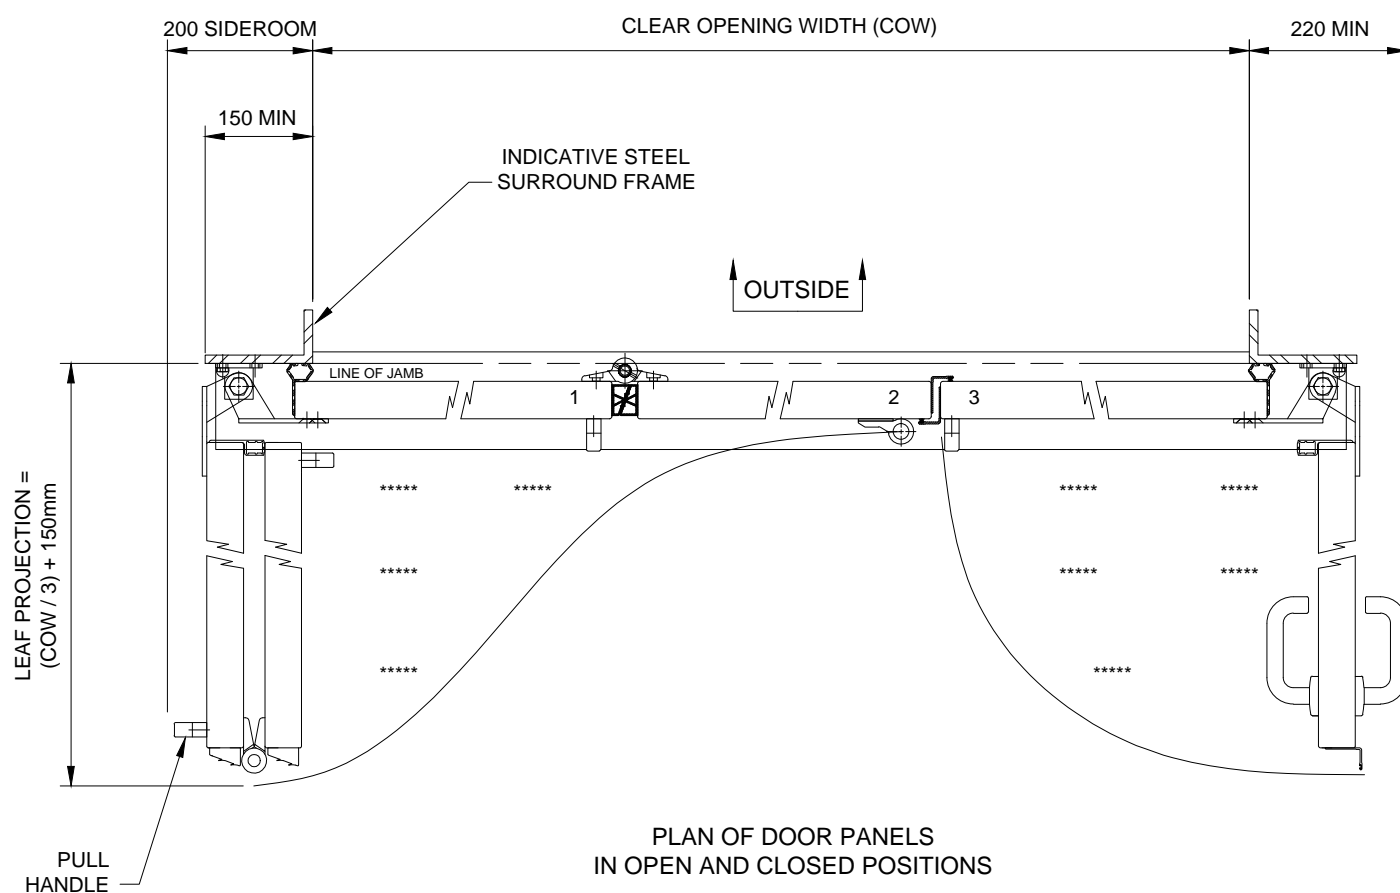 200 SIDEROOM
CLEAR OPENING WIDTH (COW)
220 MIN
150 MIN
INDICATIVE STEEL
SURROUND FRAME
OUTSIDE
LINE OF JAMB
1
2
3
LEAF PROJECTION =
(COW / 3) + 150mm
***** ***** ***** *****
***** ***** *****
***** *****
PULL
HANDLE
PLAN OF DOOR PANELS
IN OPEN AND CLOSED POSITIONS